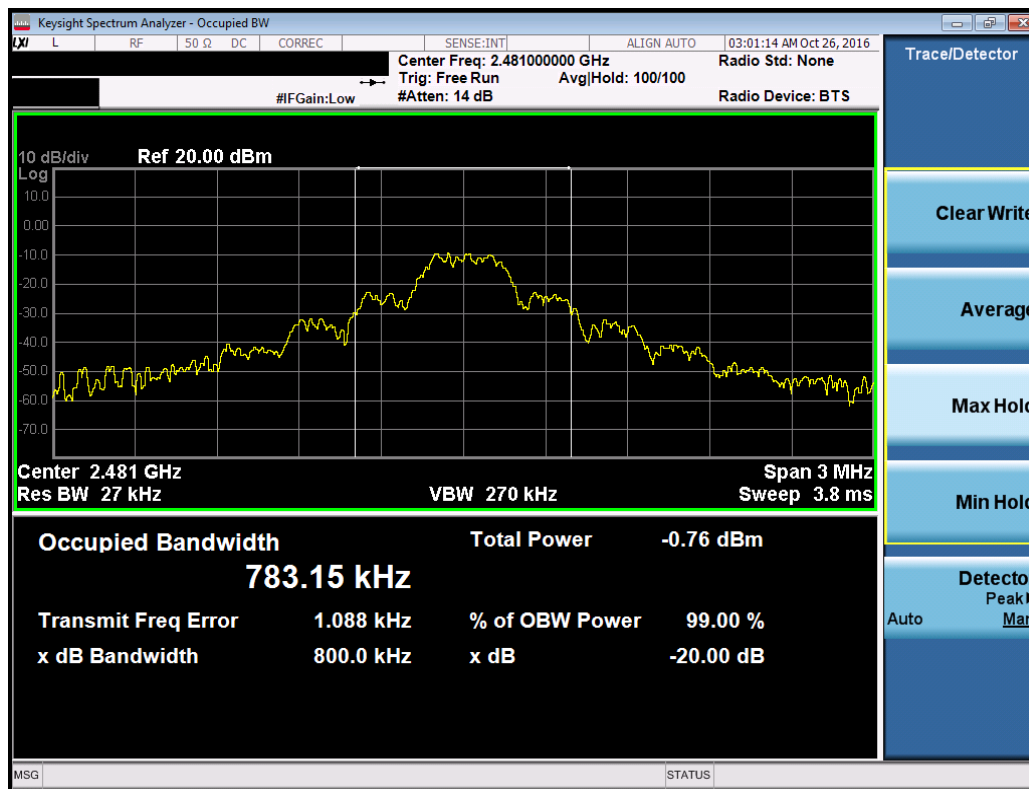 Keysight Spectrum Analyzer - Occupied BW
LXI L RF 50 Ω DC CORREC SENSE:INT ALIGN AUTO 03:01:14 AM Oct 26, 2016
Center Freq: 2.481000000 GHz Radio Std: None
Trig: Free Run Avg|Hold: 100/100
#IFGain:Low #Atten: 14 dB Radio Device: BTS
10 dB/div Ref 20.00 dBm
Log
10.0
0.00
-10.0
-20.0
-30.0
-40.0
-50.0
-60.0
-70.0
Center 2.481 GHz Span 3 MHz
Res BW 27 kHz VBW 270 kHz Sweep 3.8 ms
Occupied Bandwidth Total Power -0.76 dBm
783.15 kHz
Transmit Freq Error 1.088 kHz % of OBW Power 99.00 %
x dB Bandwidth 800.0 kHz x dB -20.00 dB
MSG STATUS
Trace/Detector
Clear Write
Average
Max Hold
Min Hold
Detector
Peak
Auto Man